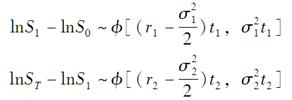 lnS₁ − lnS₀ ~ ϕ[ (r₁ − σ₁²/2)t₁, σ₁²t₁]
lnS_T − lnS₁ ~ ϕ[ (r₂ − σ₂²/2)t₂, σ₂²t₂]